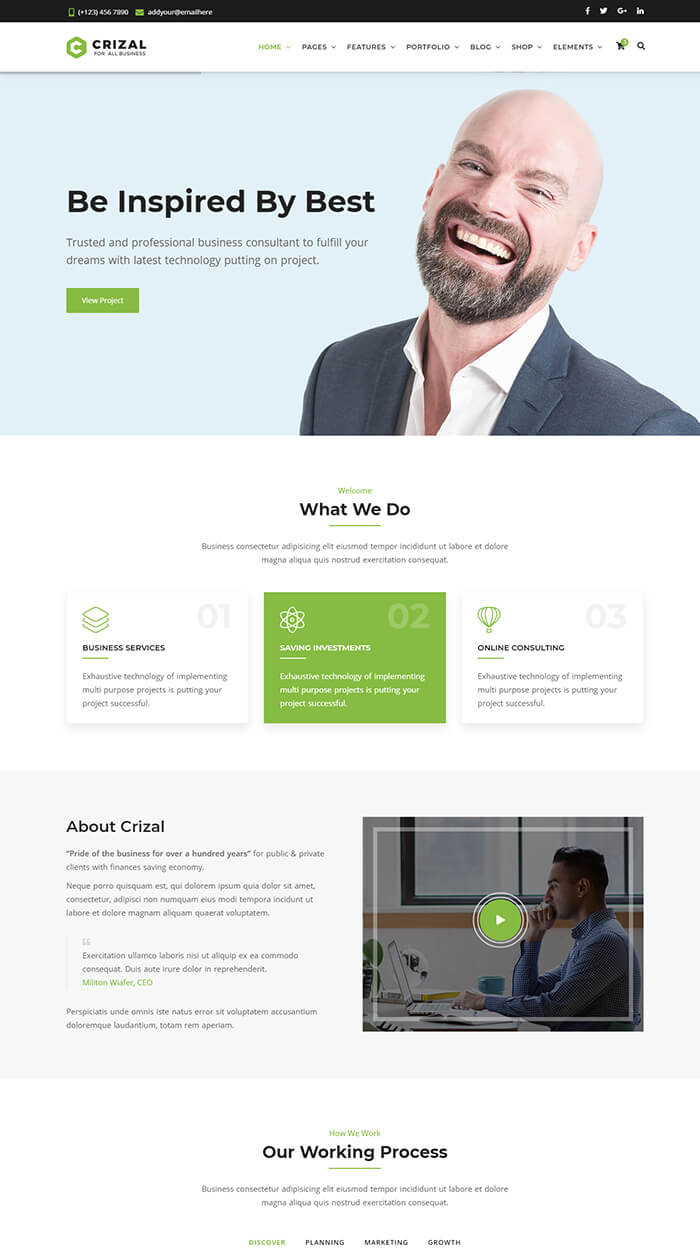 (+123) 456 7890 addyour@emailhere
CRIZAL
FOR ALL BUSINESS
HOME PAGES FEATURES PORTFOLIO BLOG SHOP ELEMENTS
Be Inspired By Best
Trusted and professional business consultant to fulfill your
dreams with latest technology putting on project.
View Project
Welcome
What We Do
Business consectetur adipisicing elit eiusmod tempor incididunt ut labore et dolore
magna aliqua quis nostrud exercitation consequat.
01
BUSINESS SERVICES
Exhaustive technology of implementing
multi purpose projects is putting your
project successful.
02
SAVING INVESTMENTS
Exhaustive technology of implementing
multi purpose projects is putting your
project successful.
03
ONLINE CONSULTING
Exhaustive technology of implementing
multi purpose projects is putting your
project successful.
About Crizal
“Pride of the business for over a hundred years” for public & private
clients with finances saving economy.
Neque porro quisquam est, qui dolorem ipsum quia dolor sit amet,
consectetur, adipisci non numquam eius modi tempora incidunt ut
labore et dolore magnam aliquam quaerat voluptatem.
Exercitation ullamco laboris nisi ut aliquip ex ea commodo
consequat. Duis aute irure dolor in reprehenderit.
Militon Wiafer, CEO
Perspiciatis unde omnis iste natus error sit voluptatem accusantium
doloremque laudantium, totam rem aperiam.
How We Work
Our Working Process
Business consectetur adipisicing elit eiusmod tempor incididunt ut labore et dolore
magna aliqua quis nostrud exercitation consequat.
DISCOVER PLANNING MARKETING GROWTH